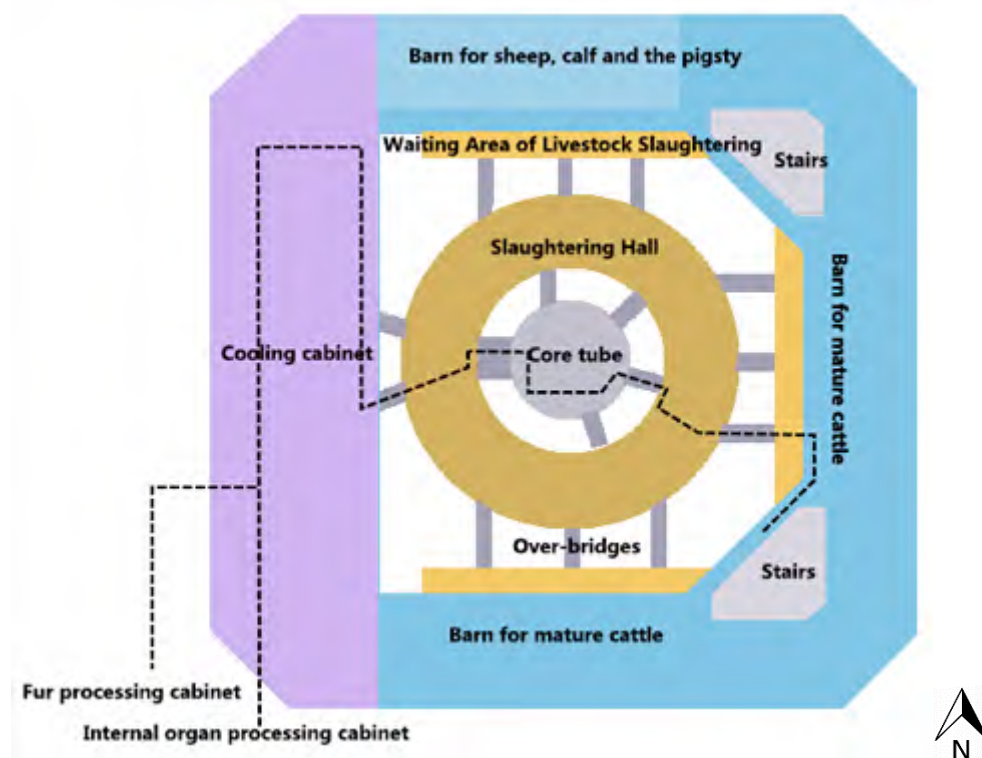 Barn for sheep, calf and the pigsty
Waiting Area of Livestock Slaughtering
Stairs
Slaughtering Hall
Barn for mature cattle
Cooling cabinet
Core tube
Over-bridges
Stairs
Barn for mature cattle
Fur processing cabinet
Internal organ processing cabinet
N